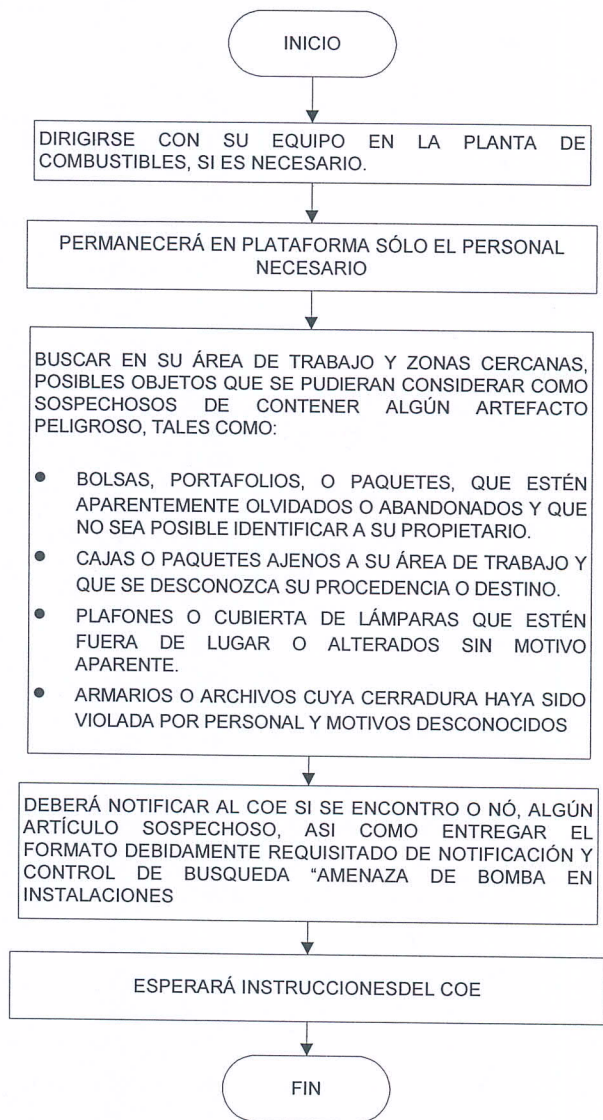 INICIO
DIRIGIRSE CON SU EQUIPO EN LA PLANTA DE
COMBUSTIBLES, SI ES NECESARIO.
PERMANECERÁ EN PLATAFORMA SÓLO EL PERSONAL
NECESARIO
BUSCAR EN SU ÁREA DE TRABAJO Y ZONAS CERCANAS,
POSIBLES OBJETOS QUE SE PUDIERAN CONSIDERAR COMO
SOSPECHOSOS DE CONTENER ALGÚN ARTEFACTO
PELIGROSO, TALES COMO:
● BOLSAS, PORTAFOLIOS, O PAQUETES, QUE ESTÉN
APARENTEMENTE OLVIDADOS O ABANDONADOS Y QUE
NO SEA POSIBLE IDENTIFICAR A SU PROPIETARIO.
● CAJAS O PAQUETES AJENOS A SU ÁREA DE TRABAJO Y
QUE SE DESCONOZCA SU PROCEDENCIA O DESTINO.
● PLAFONES O CUBIERTA DE LÁMPARAS QUE ESTÉN
FUERA DE LUGAR O ALTERADOS SIN MOTIVO
APARENTE.
● ARMARIOS O ARCHIVOS CUYA CERRADURA HAYA SIDO
VIOLADA POR PERSONAL Y MOTIVOS DESCONOCIDOS
DEBERÁ NOTIFICAR AL COE SI SE ENCONTRO O NÓ, ALGÚN
ARTÍCULO SOSPECHOSO, ASI COMO ENTREGAR EL
FORMATO DEBIDAMENTE REQUISITADO DE NOTIFICACIÓN Y
CONTROL DE BUSQUEDA “AMENAZA DE BOMBA EN
INSTALACIONES
ESPERARÁ INSTRUCCIONESDEL COE
FIN